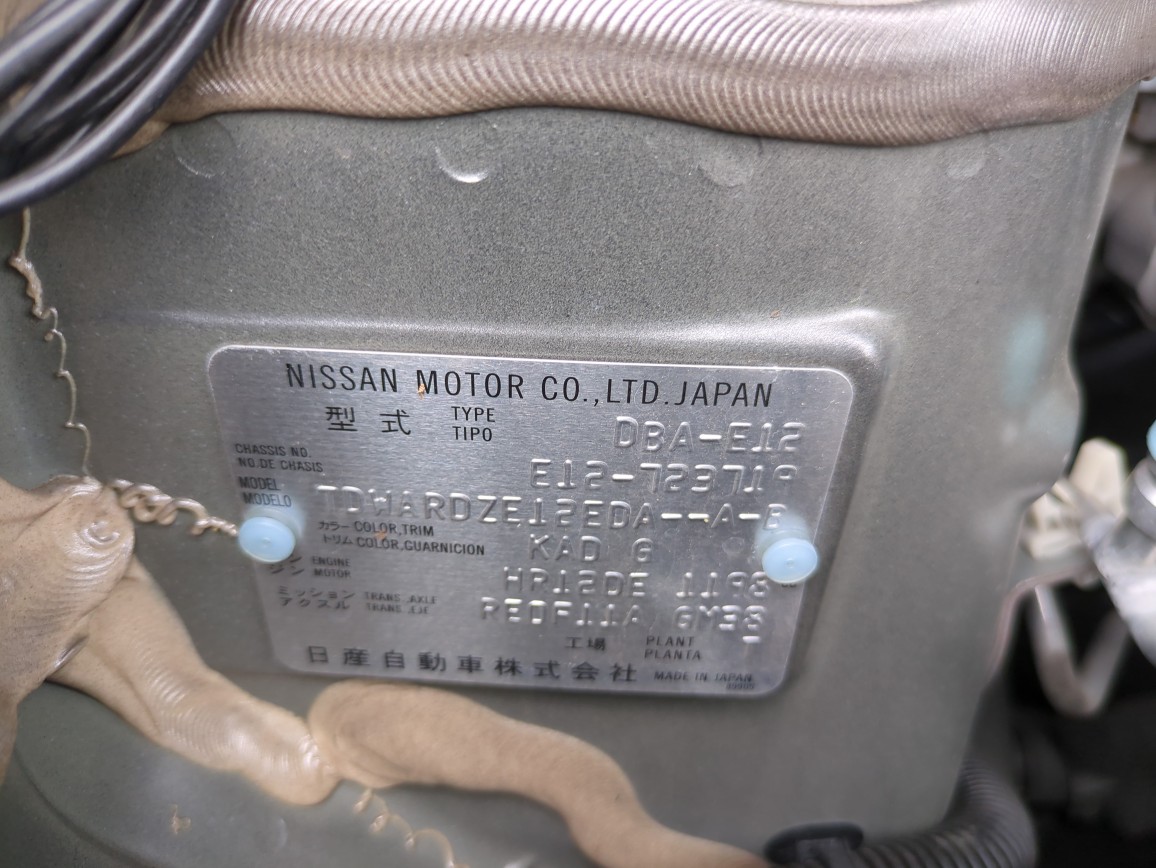 NISSAN MOTOR CO.,LTD.JAPAN
型式 TYPE TIPO DBA-E12
CHASSIS NO.
NO.DE CHASIS E12-723719
MODEL
MODELO TDWARDZE12EDA--A-B
カラー COLOR,TRIM
トリム COLOR,GUARNICION KAD G
ENGINE
MOTOR HR12DE 1198
ミッション TRANS.,AXLE
アクスル TRANS.,EJE RE0F11A GM38
工場 PLANT
PLANTA
日産自動車株式会社 MADE IN JAPAN